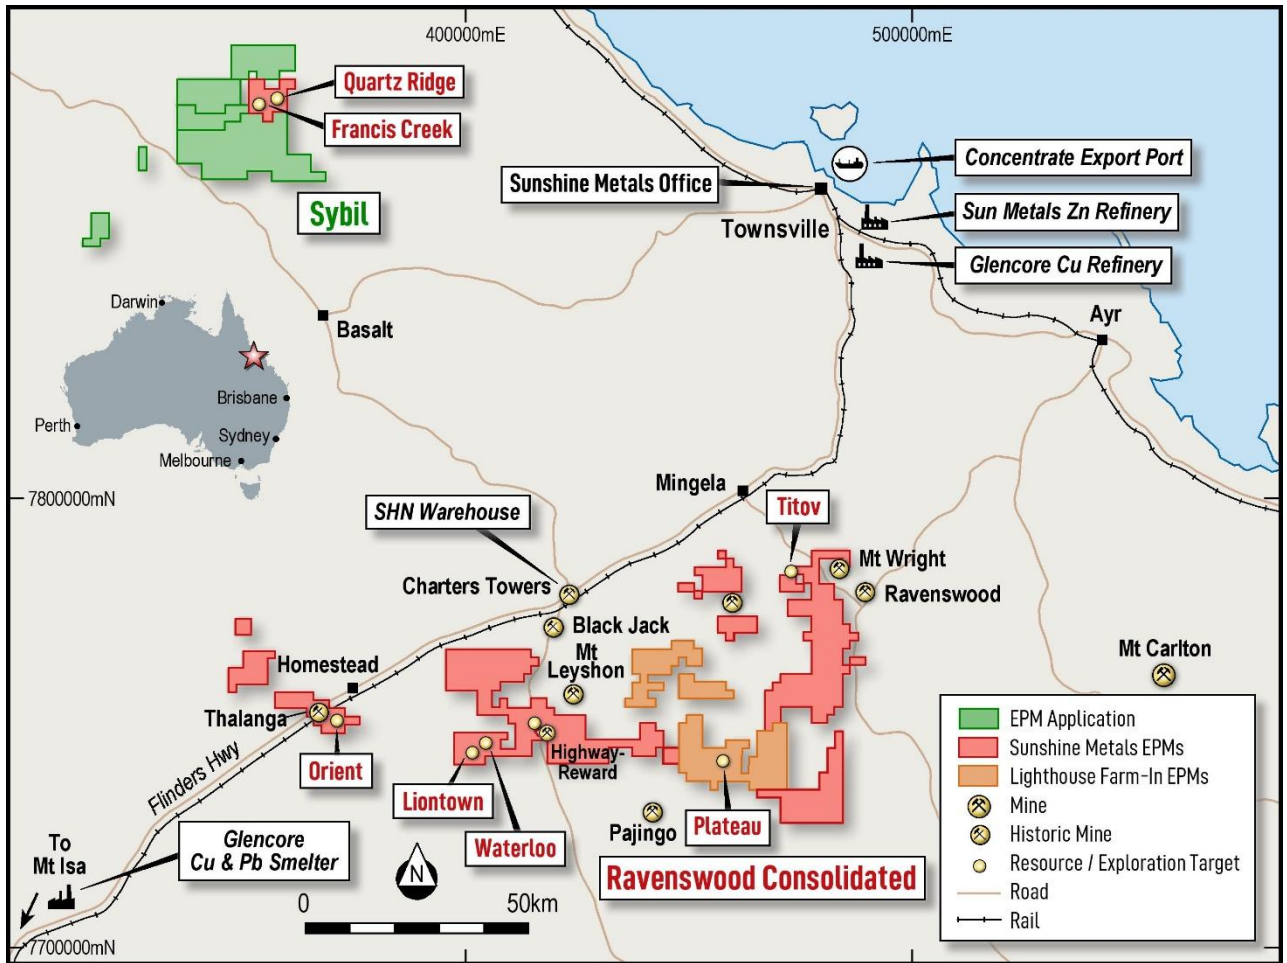 400000mE
500000mE
Quartz Ridge
Francis Creek
Sybil
Sunshine Metals Office
Concentrate Export Port
Sun Metals Zn Refinery
Glencore Cu Refinery
Townsville
Ayr
Basalt
Darwin
Brisbane
Perth
Sydney
Melbourne
7800000mN
Mingela
SHN Warehouse
Titov
Mt Wright
Ravenswood
Charters Towers
Black Jack
Mt
Leyshon
Mt Carlton
Homestead
Thalanga
Orient
Flinders Hwy
Highway-
Reward
Liontown
Waterloo
Pajingo
Plateau
Ravenswood Consolidated
To
Mt Isa
Glencore
Cu & Pb Smelter
N
0
50km
7700000mN
EPM Application
Sunshine Metals EPMs
Lighthouse Farm-In EPMs
Mine
Historic Mine
Resource / Exploration Target
Road
Rail